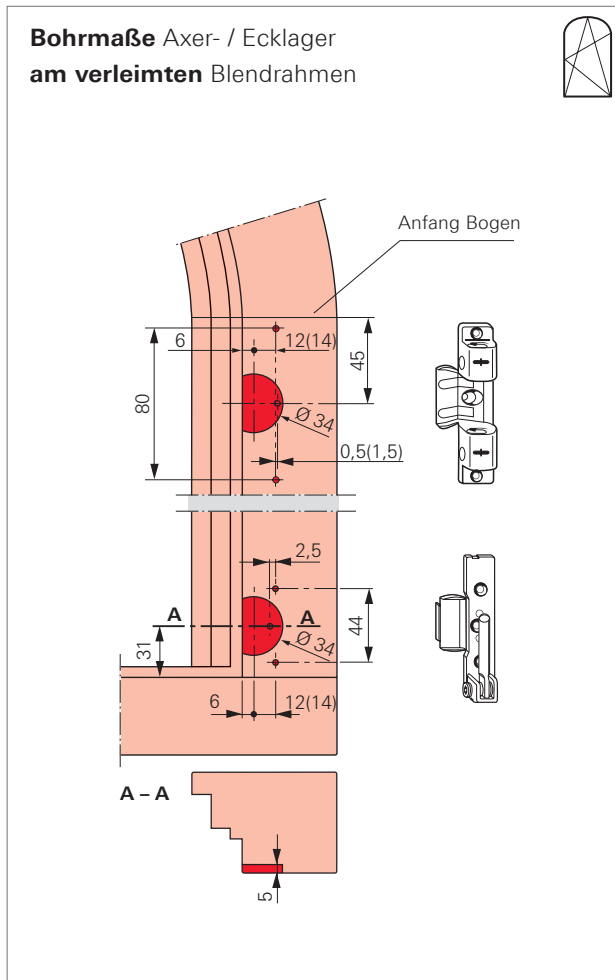 Bohrmaße Axer- / Ecklager
am verleimten Blendrahmen
Anfang Bogen
6
12(14)
45
80
Ø 34
0,5(1,5)
2,5
A
A
44
31
Ø 34
6
12(14)
A – A
5